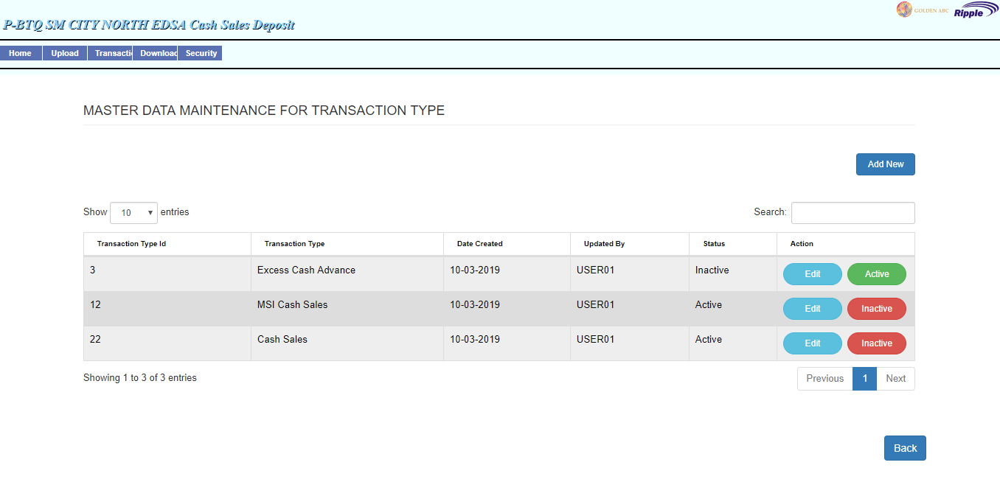 GOLDEN ABC Ripple
P-BTQ SM CITY NORTH EDSA Cash Sales Deposit
Home Upload Transacti Download Security
MASTER DATA MAINTENANCE FOR TRANSACTION TYPE
Add New
Show 10 entries Search:
Transaction Type Id Transaction Type Date Created Updated By Status Action
3 Excess Cash Advance 10-03-2019 USER01 Inactive Edit Active
12 MSI Cash Sales 10-03-2019 USER01 Active Edit Inactive
22 Cash Sales 10-03-2019 USER01 Active Edit Inactive
Showing 1 to 3 of 3 entries Previous 1 Next
Back